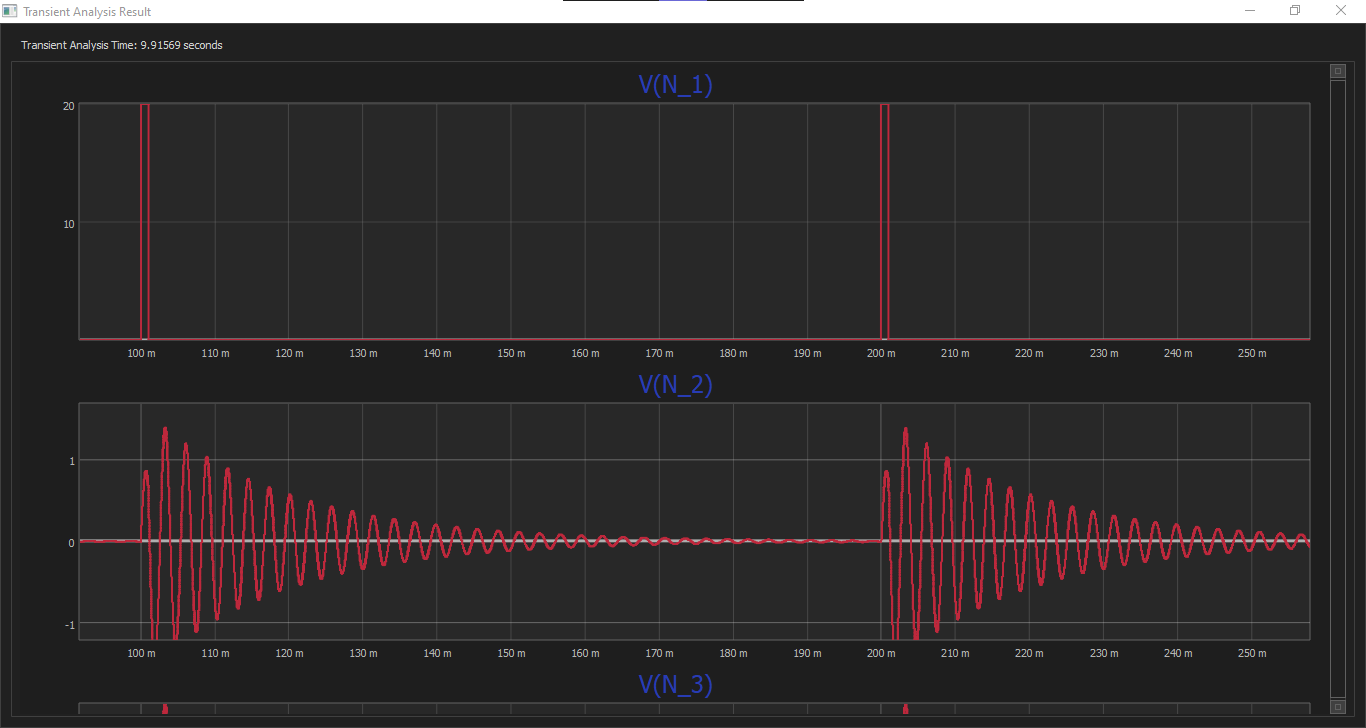 Transient Analysis Result
Transient Analysis Time: 9.91569 seconds
V(N_1)
20
10
100 m 110 m 120 m 130 m 140 m 150 m 160 m 170 m 180 m 190 m 200 m 210 m 220 m 230 m 240 m 250 m
V(N_2)
1
0
-1
100 m 110 m 120 m 130 m 140 m 150 m 160 m 170 m 180 m 190 m 200 m 210 m 220 m 230 m 240 m 250 m
V(N_3)